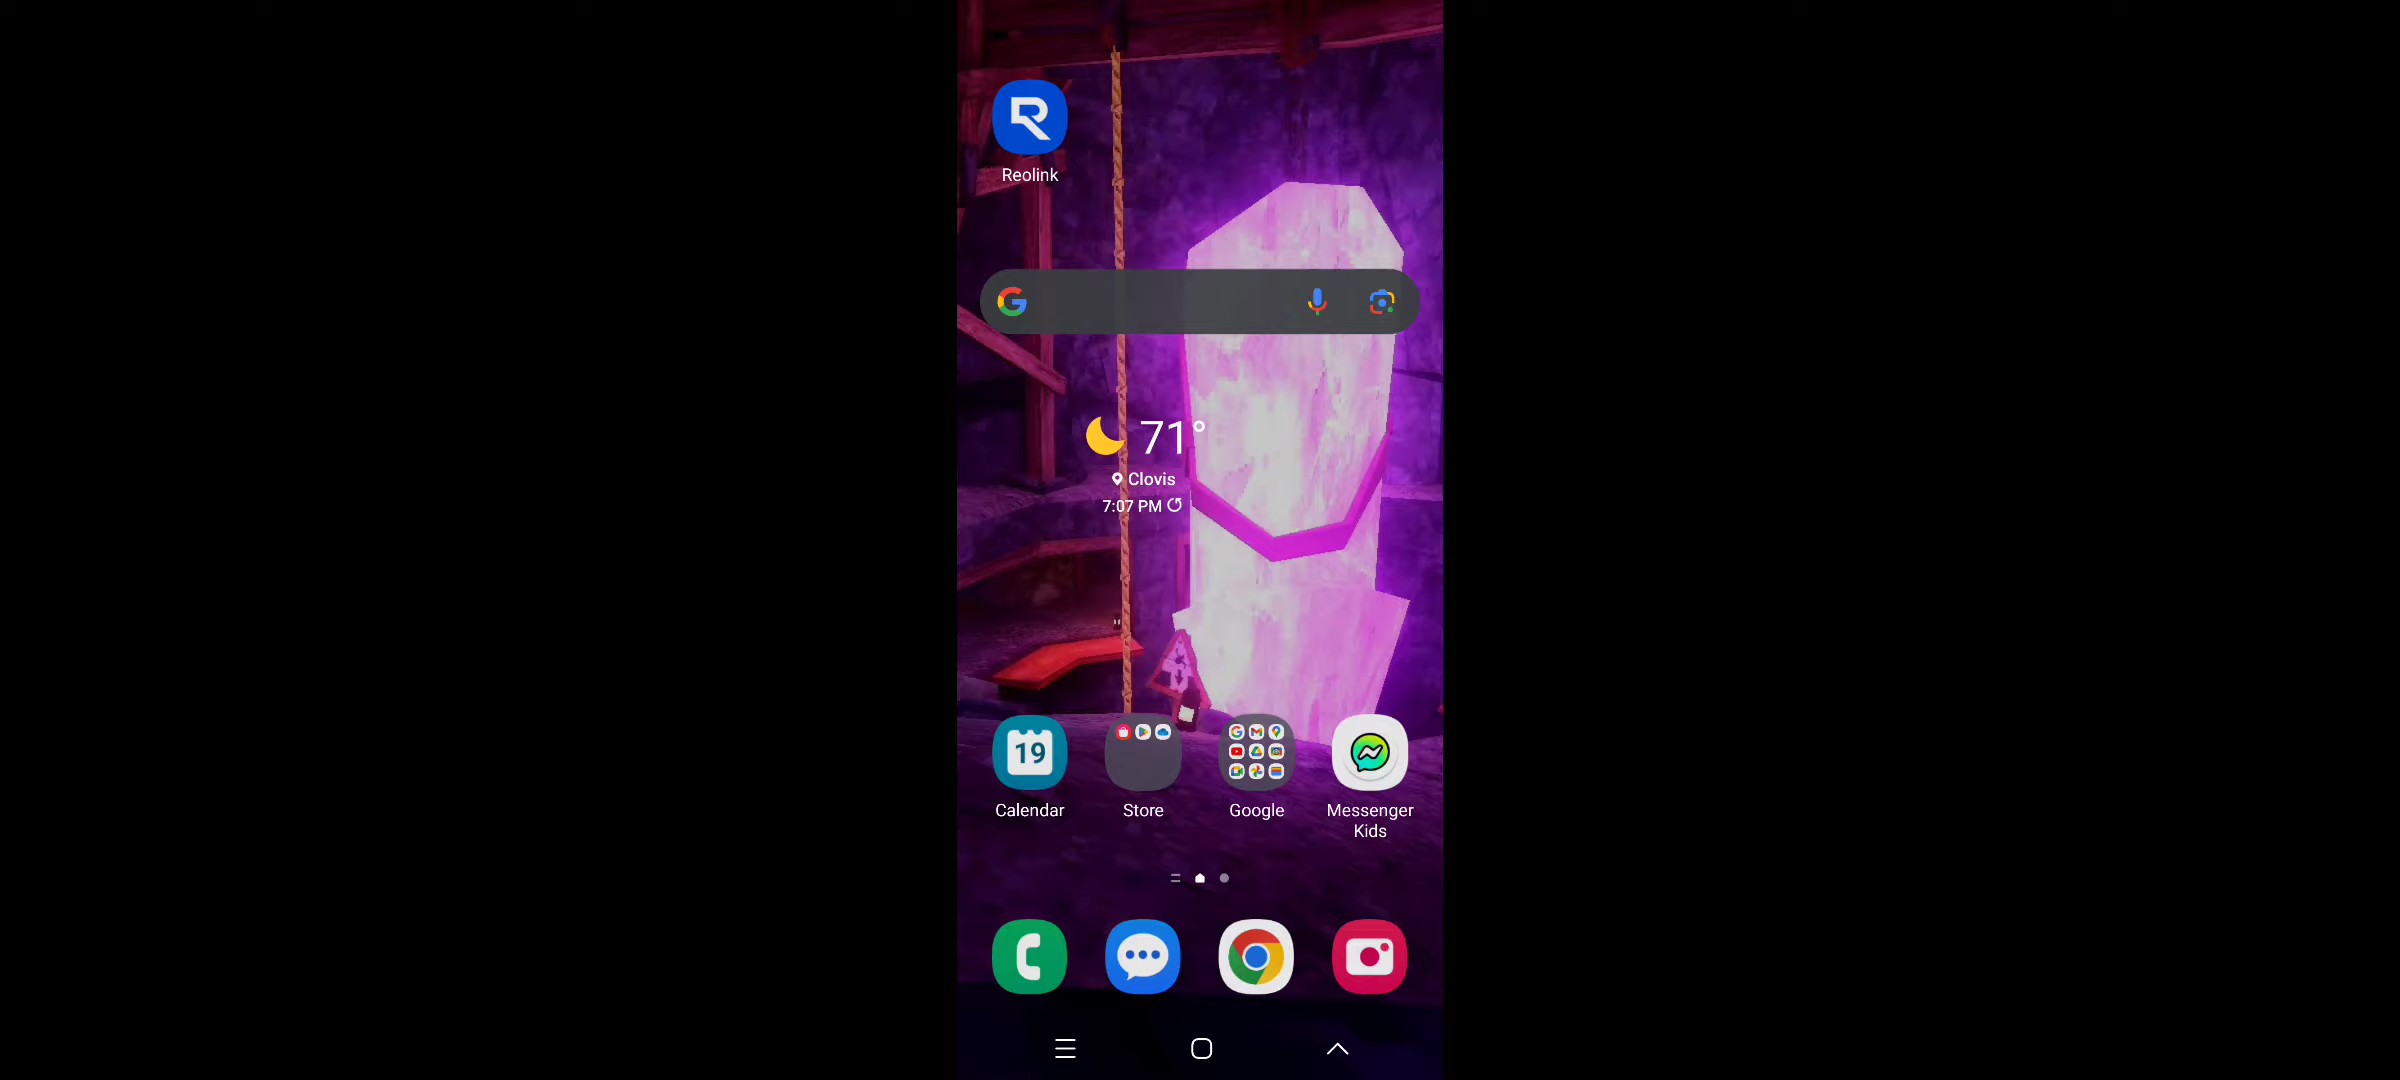 Reolink
71°
Clovis
7:07 PM
19
Calendar
Store
Google
Messenger
Kids